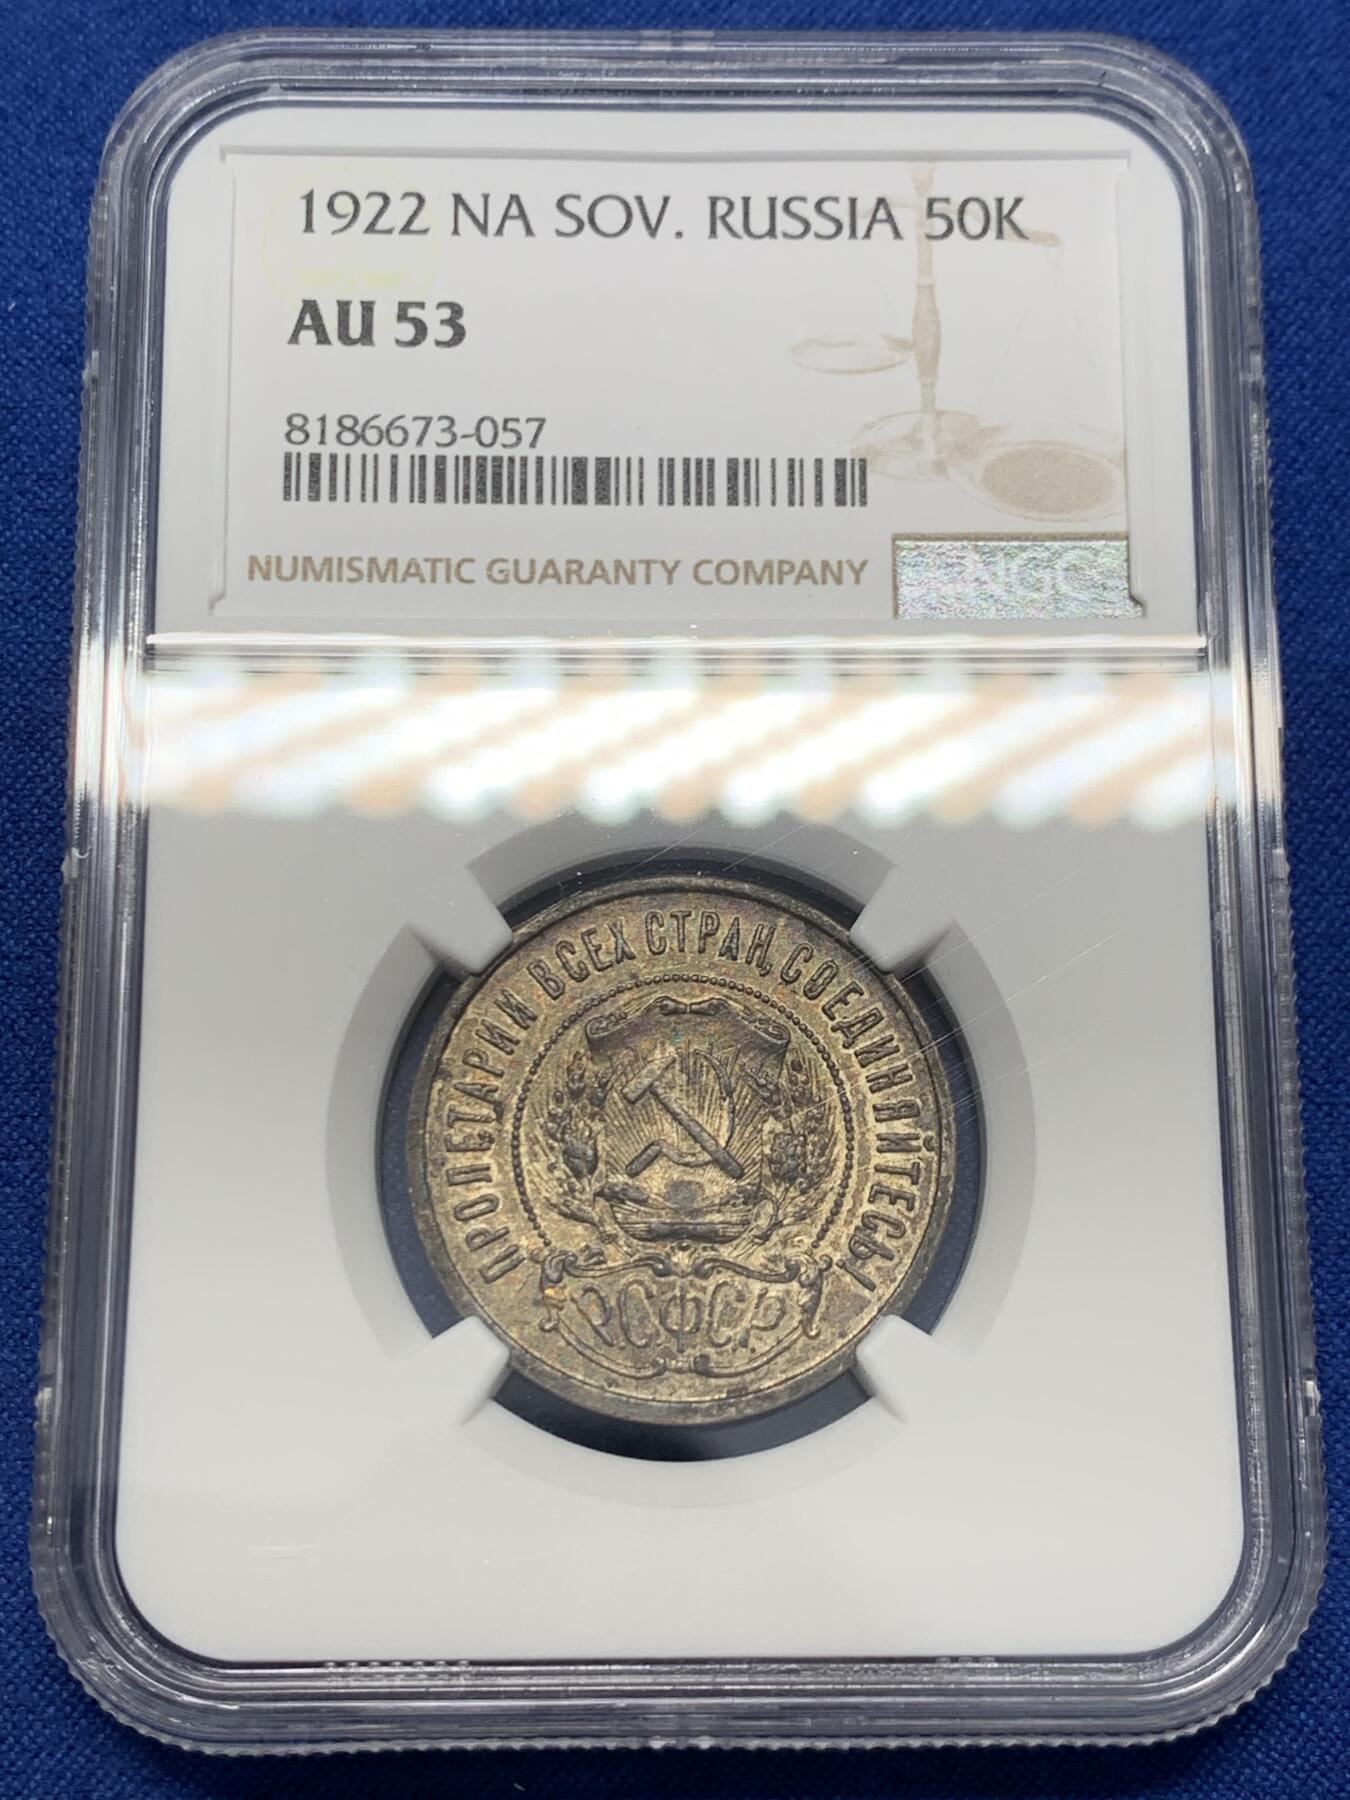 1922 NA SOV. RUSSIA 50K
AU 53
8186673-057
NUMISMATIC GUARANTY COMPANY
NGC
ПРОЛЕТАРИИ ВСЕХ СТРАН, СОЕДИНЯЙТЕСЬ!
РСФСР